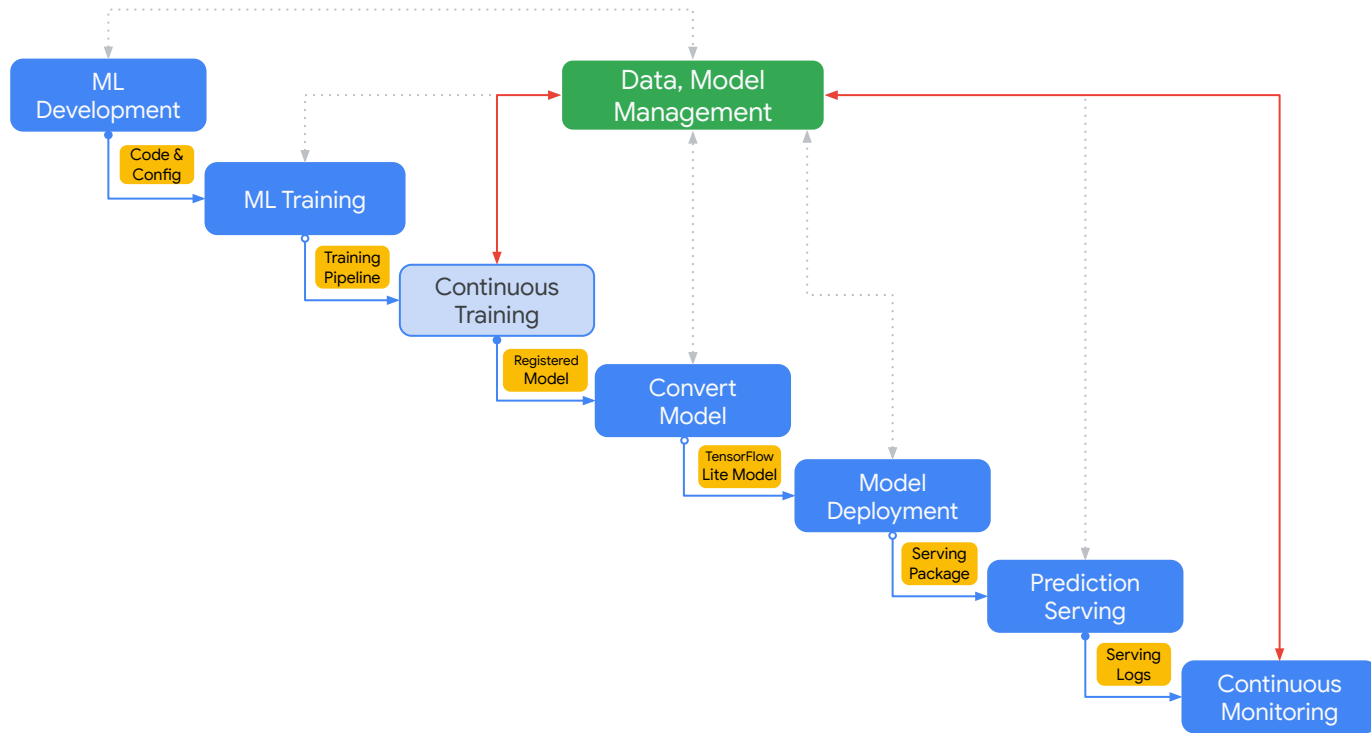 ML
Development
Data, Model
Management
Code &
Config
ML Training
Training
Pipeline
Continuous
Training
Registered
Model
Convert
Model
TensorFlow
Lite Model
Model
Deployment
Serving
Package
Prediction
Serving
Serving
Logs
Continuous
Monitoring